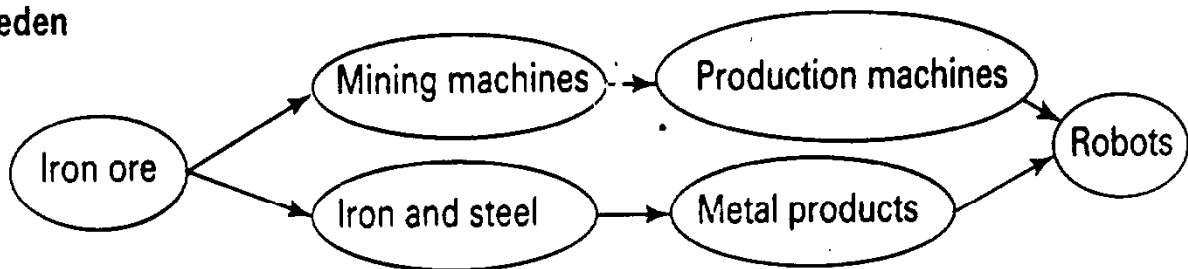 eden
Mining machines
Production machines
Iron ore
Robots
Iron and steel
Metal products